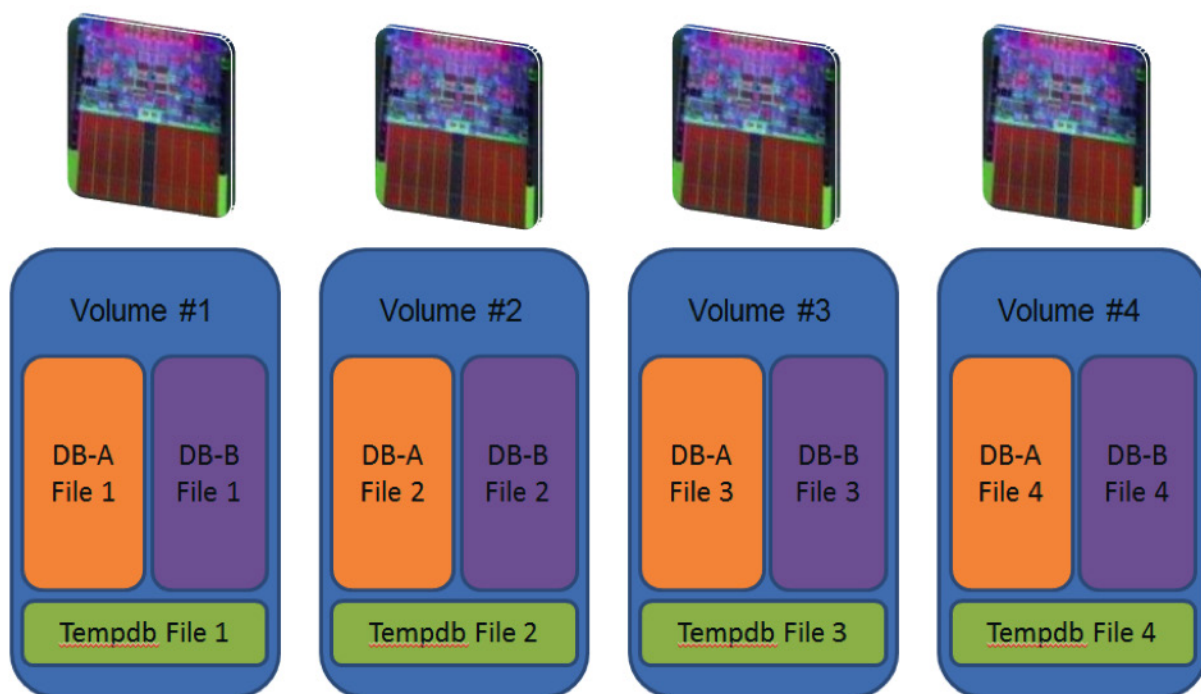 Volume #1
DB-A
File 1
DB-B
File 1
Tempdb File 1
Volume #2
DB-A
File 2
DB-B
File 2
Tempdb File 2
Volume #3
DB-A
File 3
DB-B
File 3
Tempdb File 3
Volume #4
DB-A
File 4
DB-B
File 4
Tempdb File 4